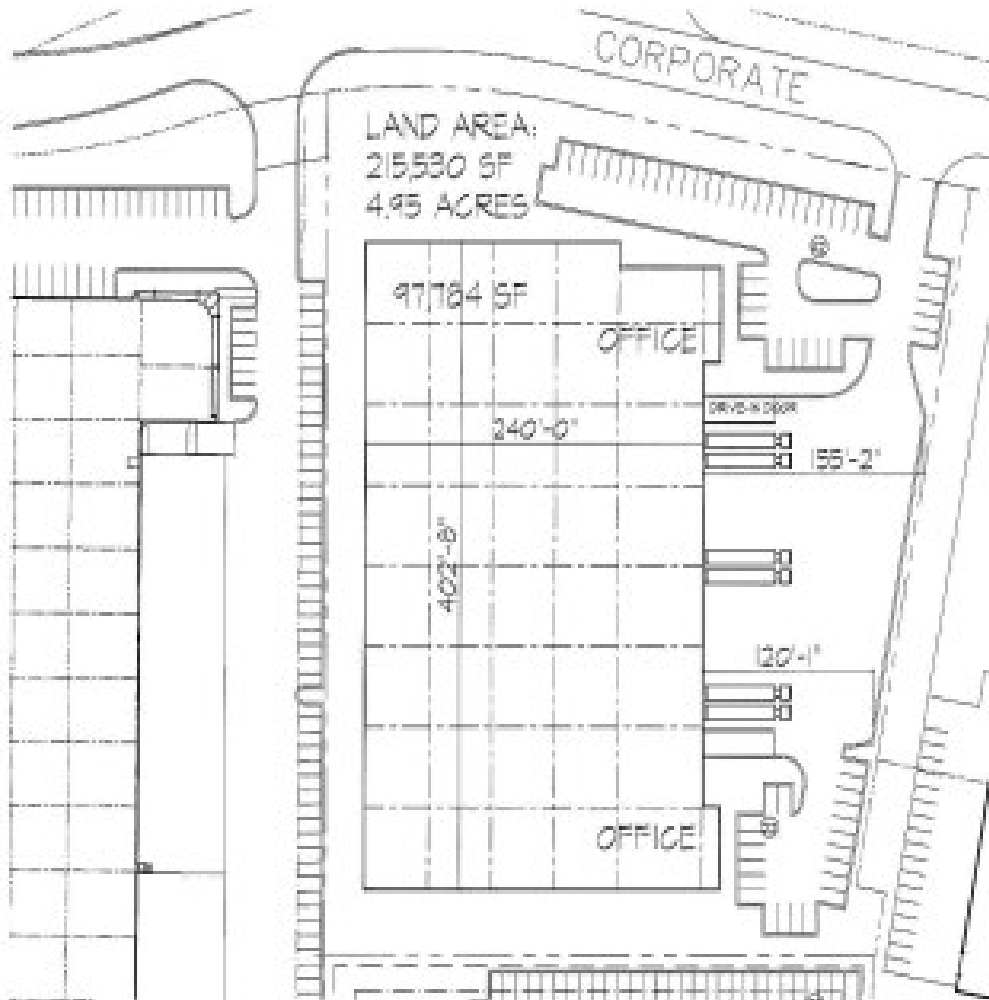 CORPORATE
LAND AREA:
215,530 SF
4.95 ACRES
97,784 SF
OFFICE
DRIVE-IN DOOR
240'-0"
155'-2"
402'-8"
120'-1"
OFFICE